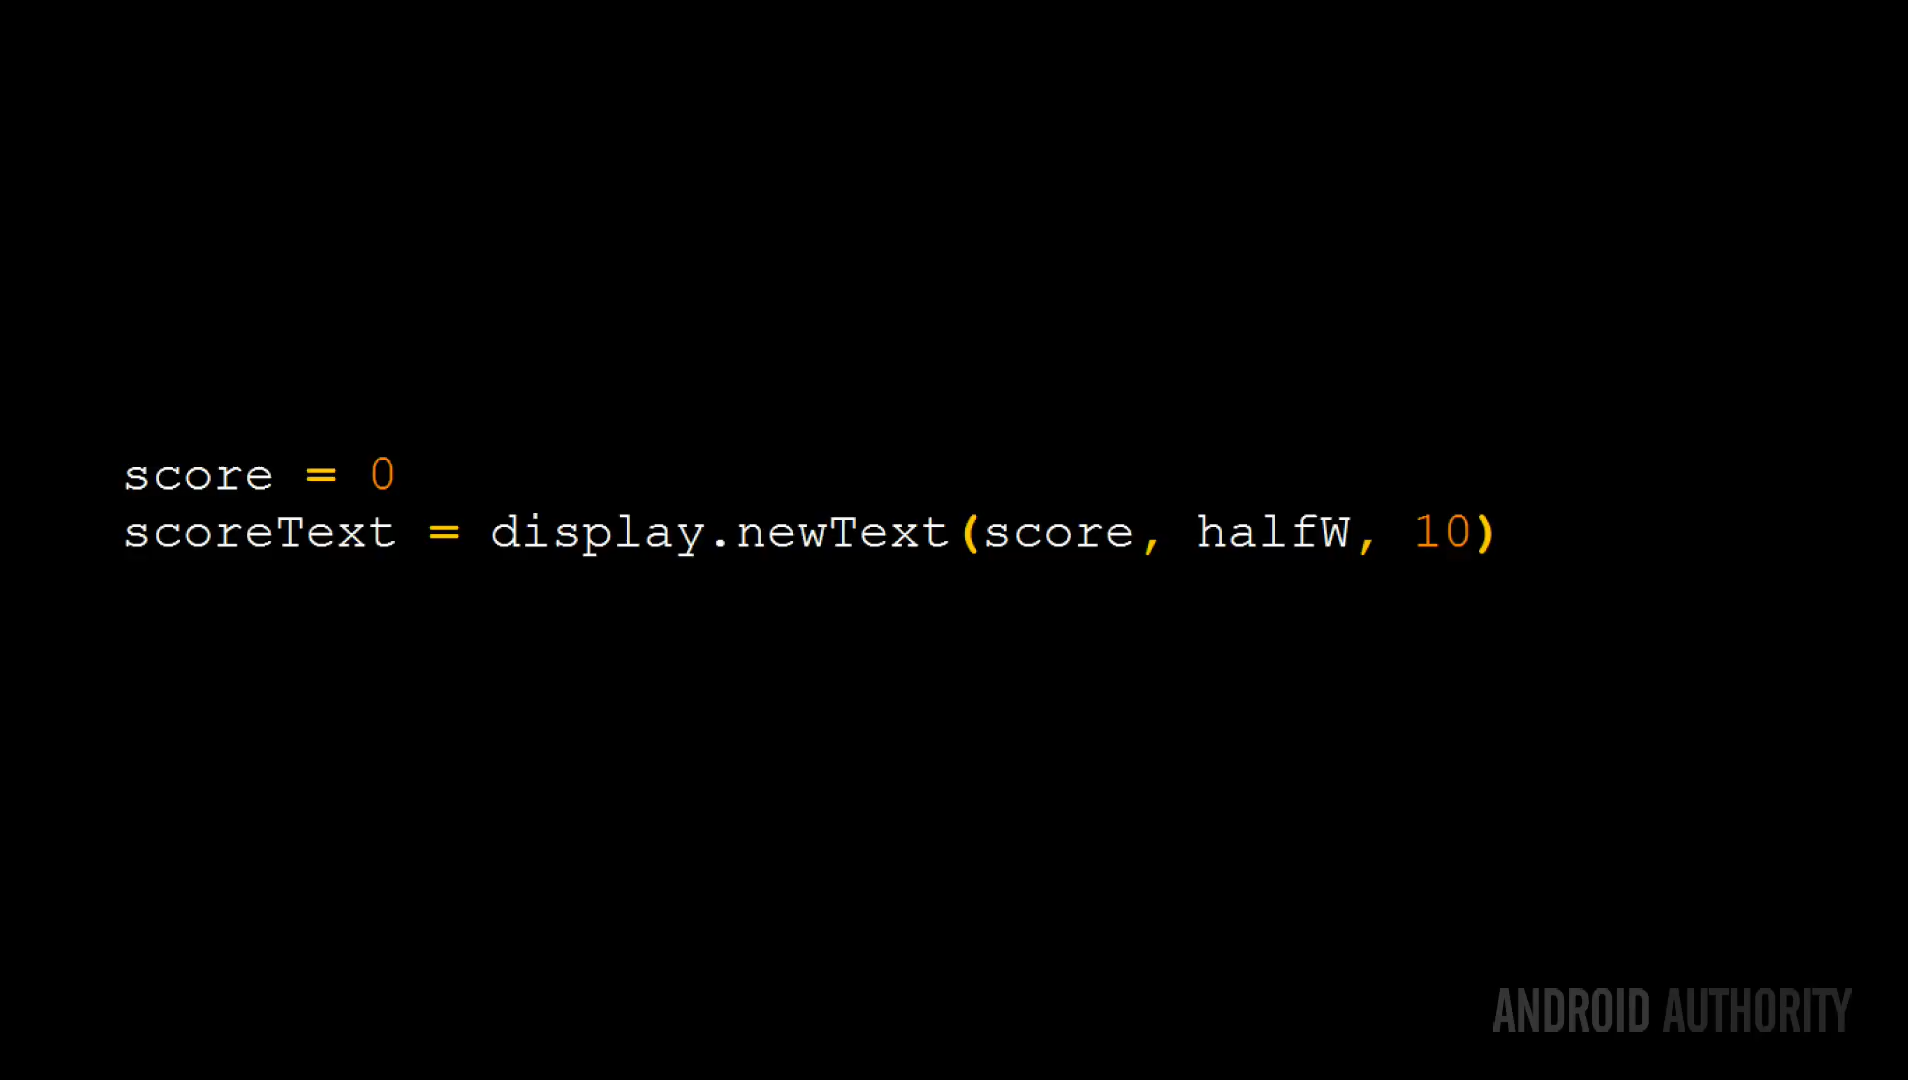 score = 0
scoreText = display.newText(score, halfW, 10)
ANDROID AUTHORITY